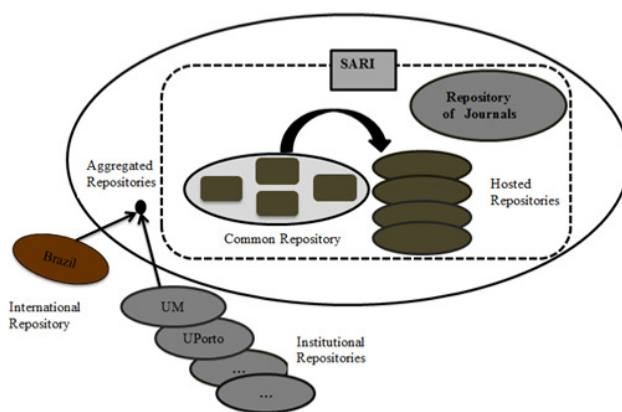 SARI
Repository
of Journals
Aggregated
Repositories
Hosted
Repositories
Common Repository
Brazil
International
Repository
UM
UPorto
...
...
Institutional
Repositories